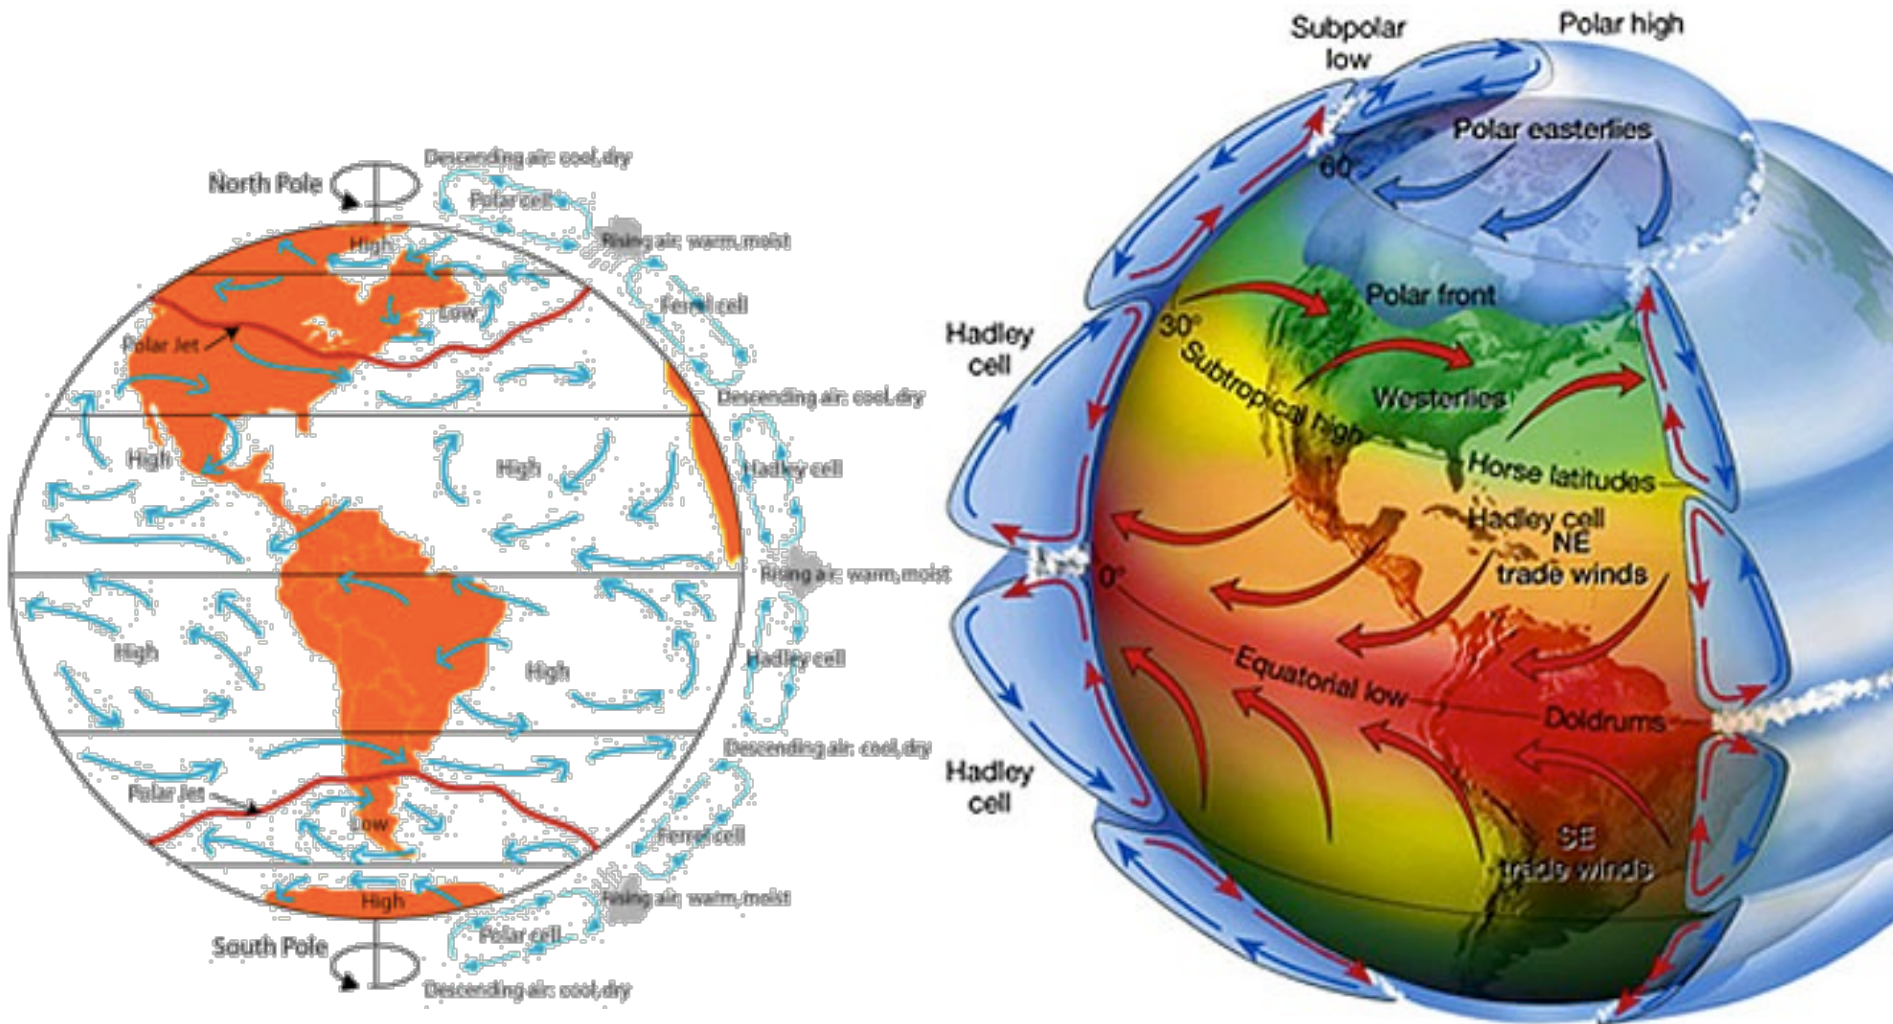 Descending air: cool, dry
North Pole
Polar cell
High
Rising air: warm, moist
Ferrel cell
Low
Polar Jet
Descending air: cool, dry
High
High
Hadley cell
Rising air: warm, moist
High
High
Hadley cell
Descending air: cool, dry
Polar Jet
Low
Ferrel cell
High
Rising air: warm, moist
South Pole
Polar cell
Descending air: cool, dry
Subpolar
low
Polar high
Polar easterlies
60°
Polar front
Hadley
cell
30°
Subtropical high
Westerlies
Horse latitudes
Hadley cell
NE
trade winds
0°
Equatorial low
Doldrums
Hadley
cell
SE
trade winds